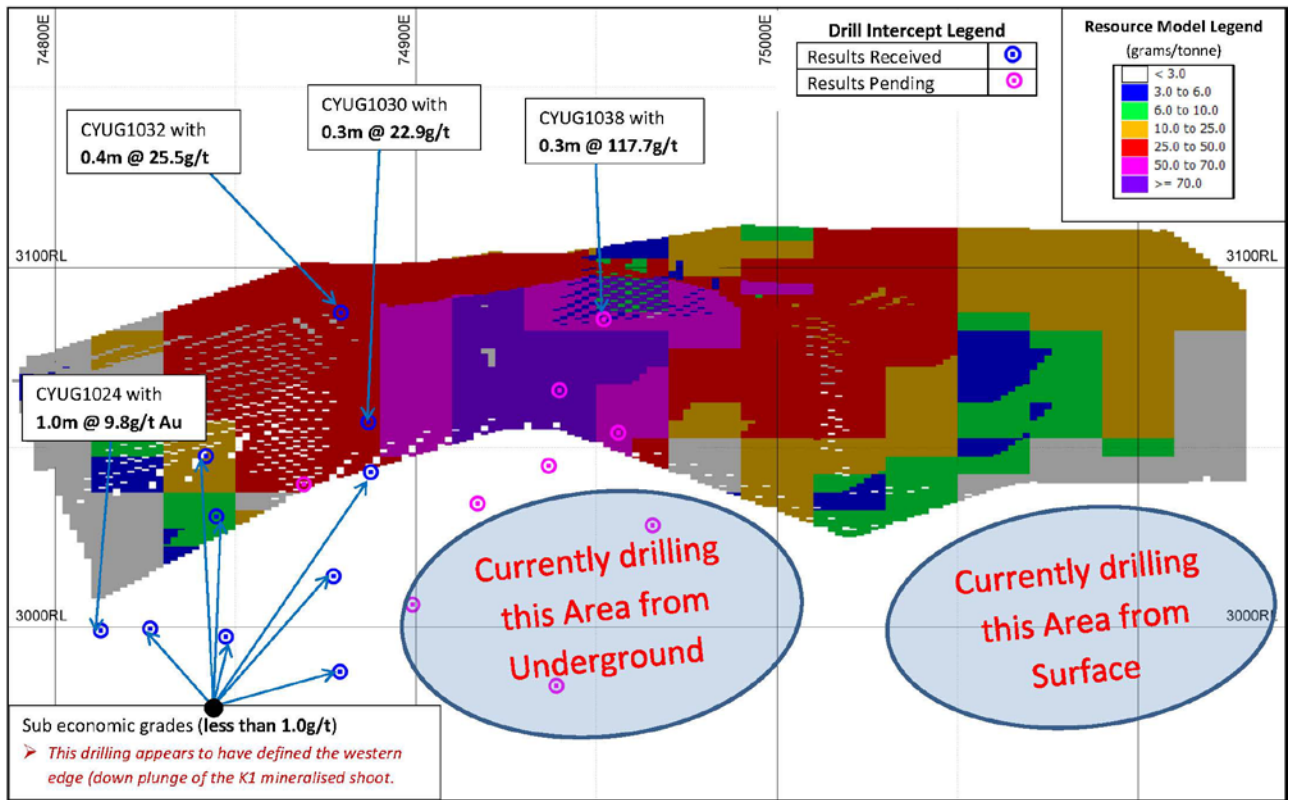 74800E
74900E
75000E
Drill Intercept Legend
Results Received
Results Pending
Resource Model Legend
(grams/tonne)
< 3.0
3.0 to 6.0
6.0 to 10.0
10.0 to 25.0
25.0 to 50.0
50.0 to 70.0
>= 70.0
CYUG1032 with
0.4m @ 25.5g/t
CYUG1030 with
0.3m @ 22.9g/t
CYUG1038 with
0.3m @ 117.7g/t
3100RL
3100RL
CYUG1024 with
1.0m @ 9.8g/t Au
Currently drilling
this Area from
Underground
Currently drilling
this Area from
Surface
3000RL
3000RL
Sub economic grades (less than 1.0g/t)
➢ This drilling appears to have defined the western
edge (down plunge of the K1 mineralised shoot.